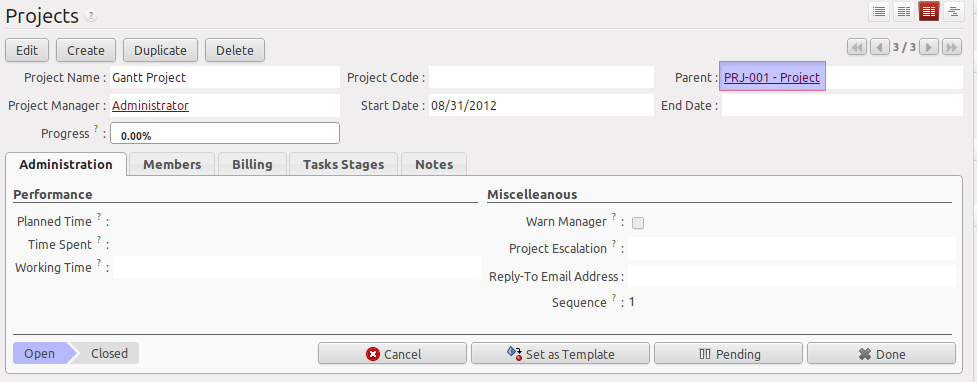 Projects ?
Edit Create Duplicate Delete 3 / 3
Project Name : Gantt Project Project Code : Parent : PRJ-001 - Project
Project Manager : Administrator Start Date : 08/31/2012 End Date :
Progress ? : 0.00%
Administration Members Billing Tasks Stages Notes
Performance Miscelleanous
Planned Time ? : Warn Manager ? :
Time Spent ? : Project Escalation ? :
Working Time ? : Reply-To Email Address :
Sequence ? : 1
Open Closed Cancel Set as Template Pending Done